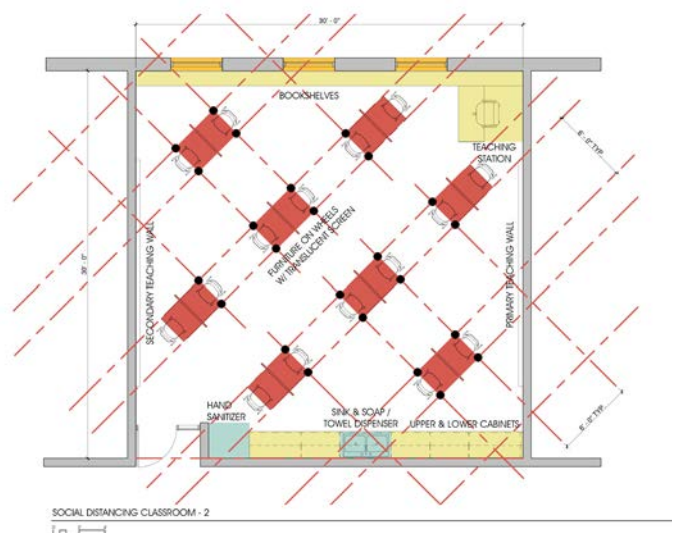 30' - 0"
BOOKSHELVES
TEACHING
STATION
6' - 0" TYP.
30' - 0"
SECONDARY TEACHING WALL
FURNITURE ON WHEELS
W/ TRANSLUCENT SCREEN
PRIMARY TEACHING WALL
HAND
SANITIZER
SINK & SOAP /
TOWEL DISPENSER
UPPER & LOWER CABINETS
6' - 0" TYP.
SOCIAL DISTANCING CLASSROOM - 2